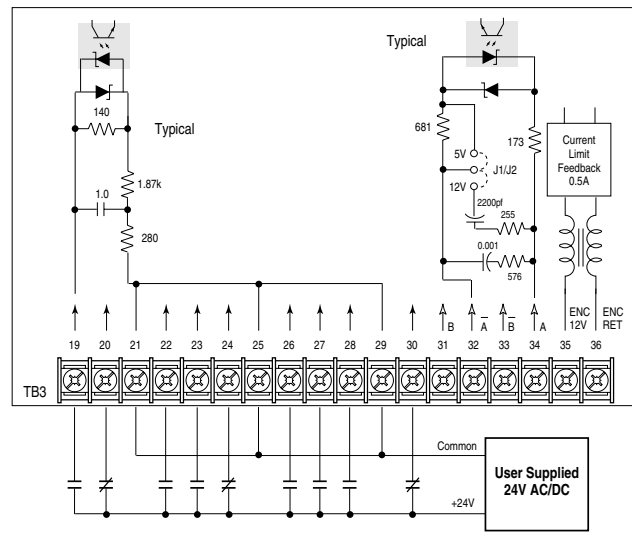 Typical
140
Typical
1.87k
1.0
280
681
5V
J1/J2
12V
2200pf
255
0.001
576
173
Current
Limit
Feedback
0.5A
B
A
B
A
ENC
12V
ENC
RET
19 20 21 22 23 24 25 26 27 28 29 30 31 32 33 34 35 36
TB3
Common
+24V
User Supplied
24V AC/DC